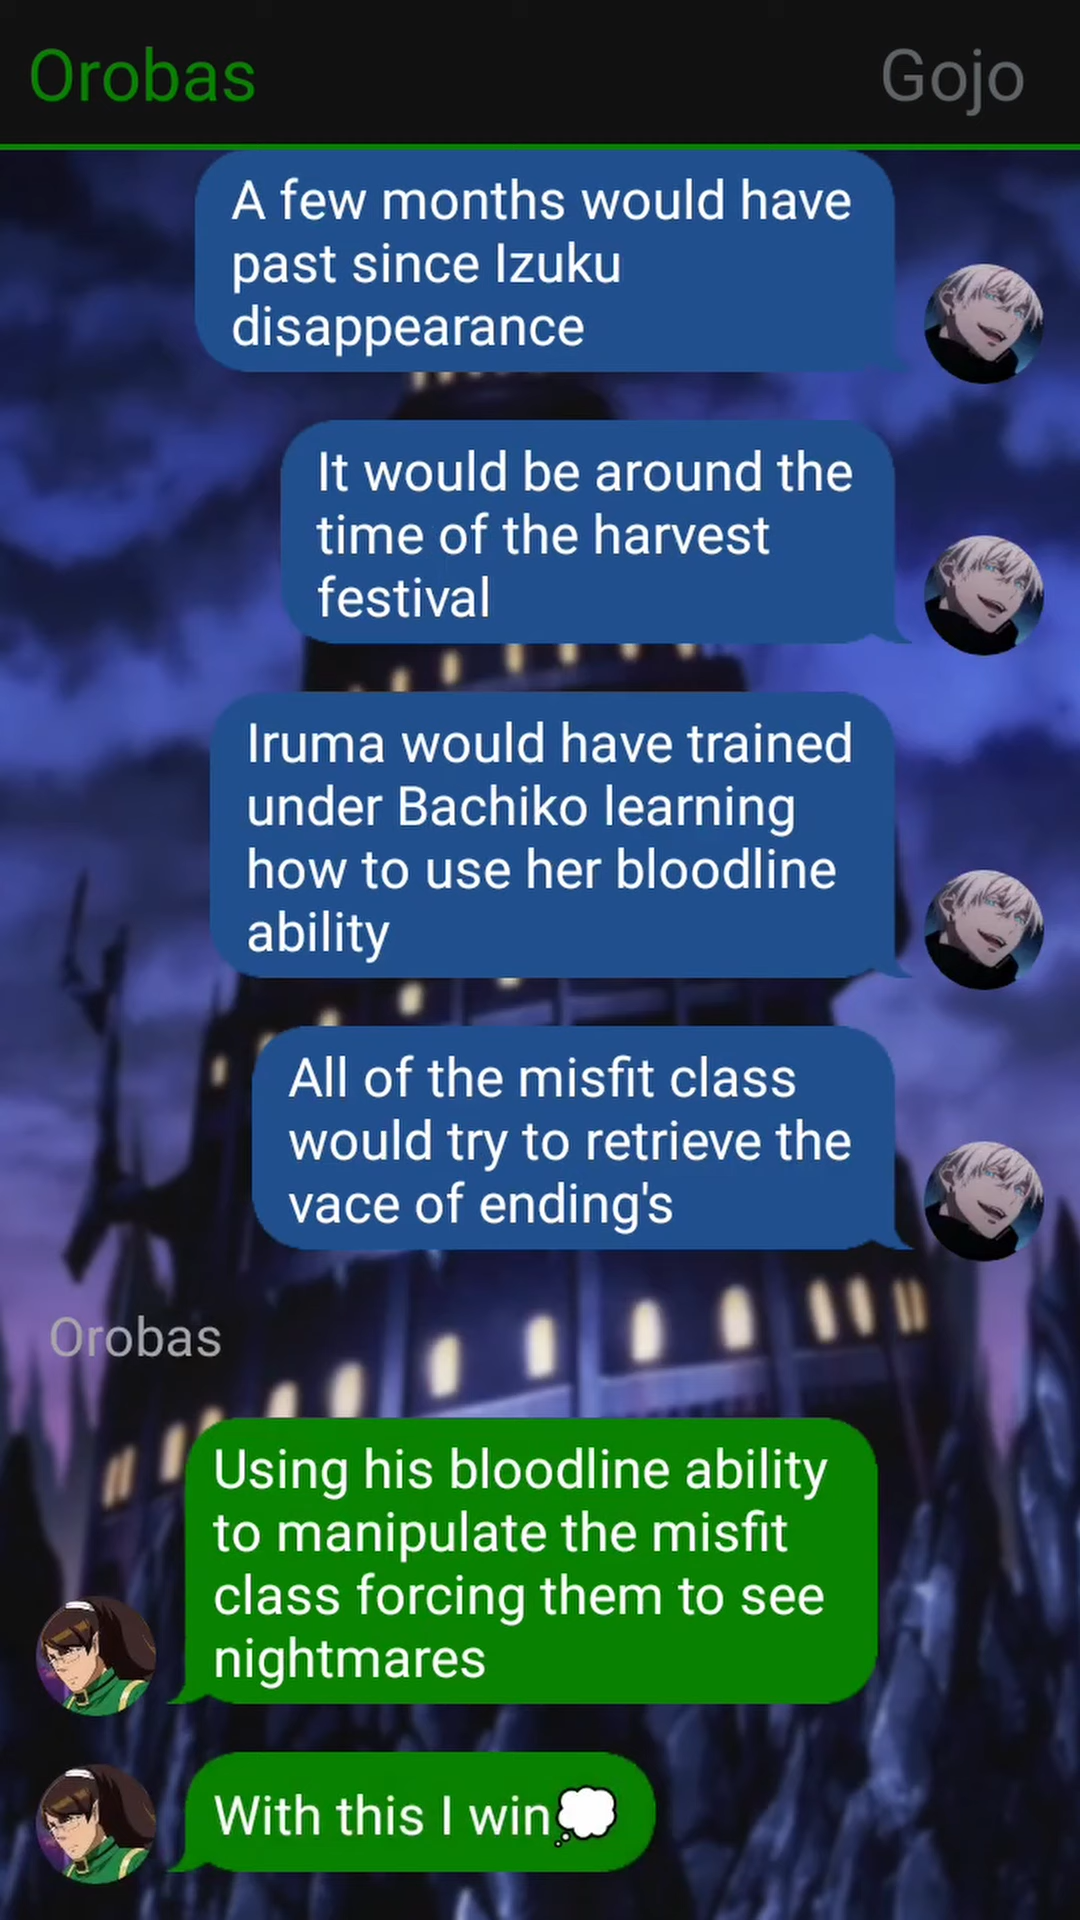 Orobas
Gojo
A few months would have
past since Izuku
disappearance
It would be around the
time of the harvest
festival
Iruma would have trained
under Bachiko learning
how to use her bloodline
ability
All of the misfit class
would try to retrieve the
vace of ending's
Orobas
Using his bloodline ability
to manipulate the misfit
class forcing them to see
nightmares
With this I win💭